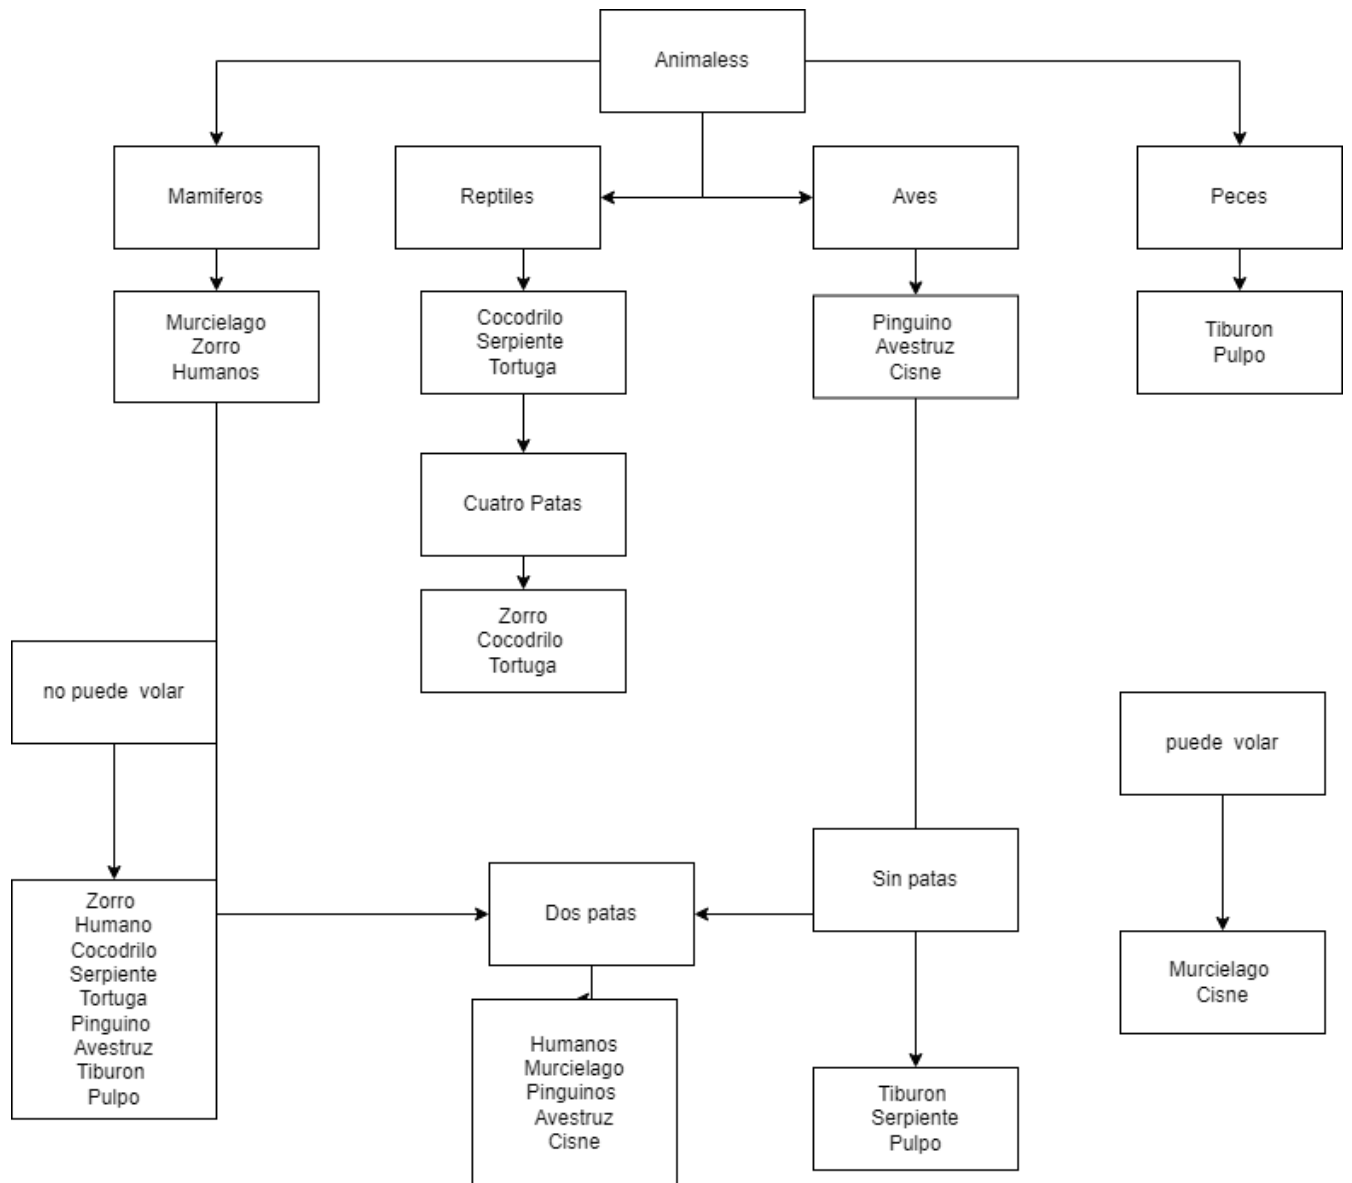 Animaless
Mamiferos
Reptiles
Aves
Peces
Murcielago
Zorro
Humanos
Cocodrilo
Serpiente
Tortuga
Pinguino
Avestruz
Cisne
Tiburon
Pulpo
Cuatro Patas
Zorro
Cocodrilo
Tortuga
no puede volar
puede volar
Zorro
Humano
Cocodrilo
Serpiente
Tortuga
Pinguino
Avestruz
Tiburon
Pulpo
Dos patas
Sin patas
Humanos
Murcielago
Pinguinos
Avestruz
Cisne
Tiburon
Serpiente
Pulpo
Murcielago
Cisne